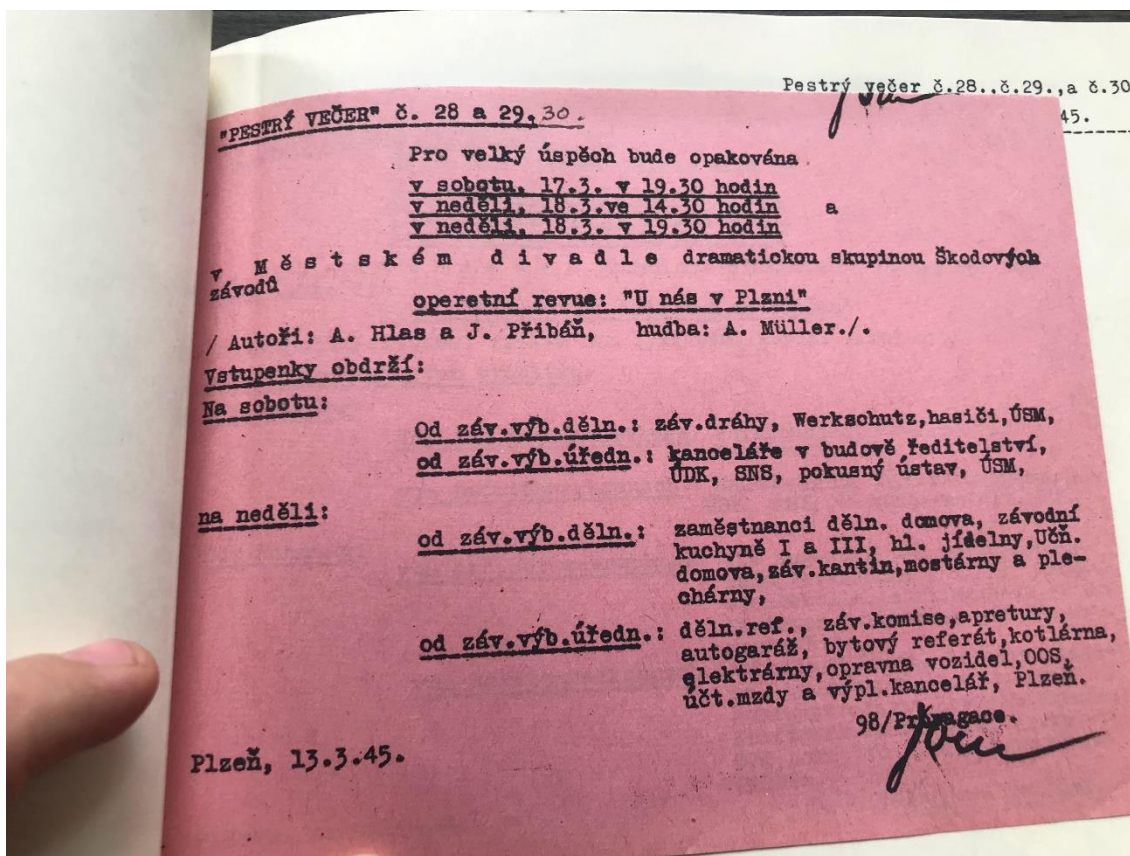 Pestrý večer č.28.,č.29.,a č.30
45.
"PESTRÝ VEČER" č. 28 a 29, 30.
Pro velký úspěch bude opakována
v sobotu, 17.3. v 19.30 hodin
v neděli, 18.3.ve 14.30 hodin a
v neděli, 18.3. v 19.30 hodin
v Městském divadle dramatickou skupinou Škodových
závodů
operetní revue: "U nás v Plzni"
/ Autoři: A. Hlas a J. Přibáň, hudba: A. Müller./.
Vstupenky obdrží:
Na sobotu:
Od záv.výb.děln.: záv.dráhy, Werkschutz,hasiči,ÚSM,
od záv.výb.úředn.: kanceláře v budově ředitelství,
ÚDK, SNS, pokusný ústav, ÚSM,
na neděli:
od záv.výb.děln.: zaměstnanci děln. domova, závodní
kuchyně I a III, hl. jídelny,Učň.
domova,záv.kantin,mostárny a ple-
chárny,
od záv.výb.úředn.: děln.ref., záv.komise,apretury,
autogaráž, bytový referát,kotlárna,
elektrárny,opravna vozidel,OOS,
účt.mzdy a výpl.kancelář, Plzeň.
98/Propagace.
Plzeň, 13.3.45.